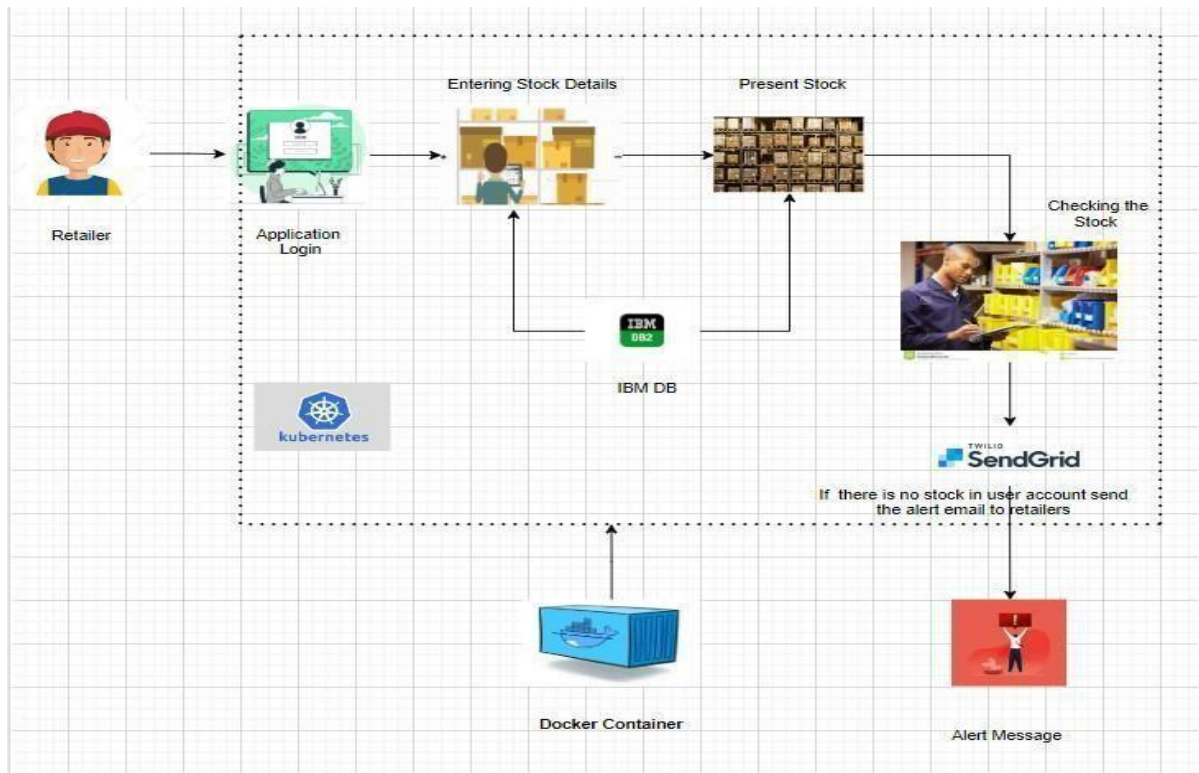 Entering Stock Details
Present Stock
Checking the
Stock
Retailer
Application
Login
IBM
DB2
IBM DB
kubernetes
TWILIO
SendGrid
If there is no stock in user account send
the alert email to retailers
!
Docker Container
Alert Message